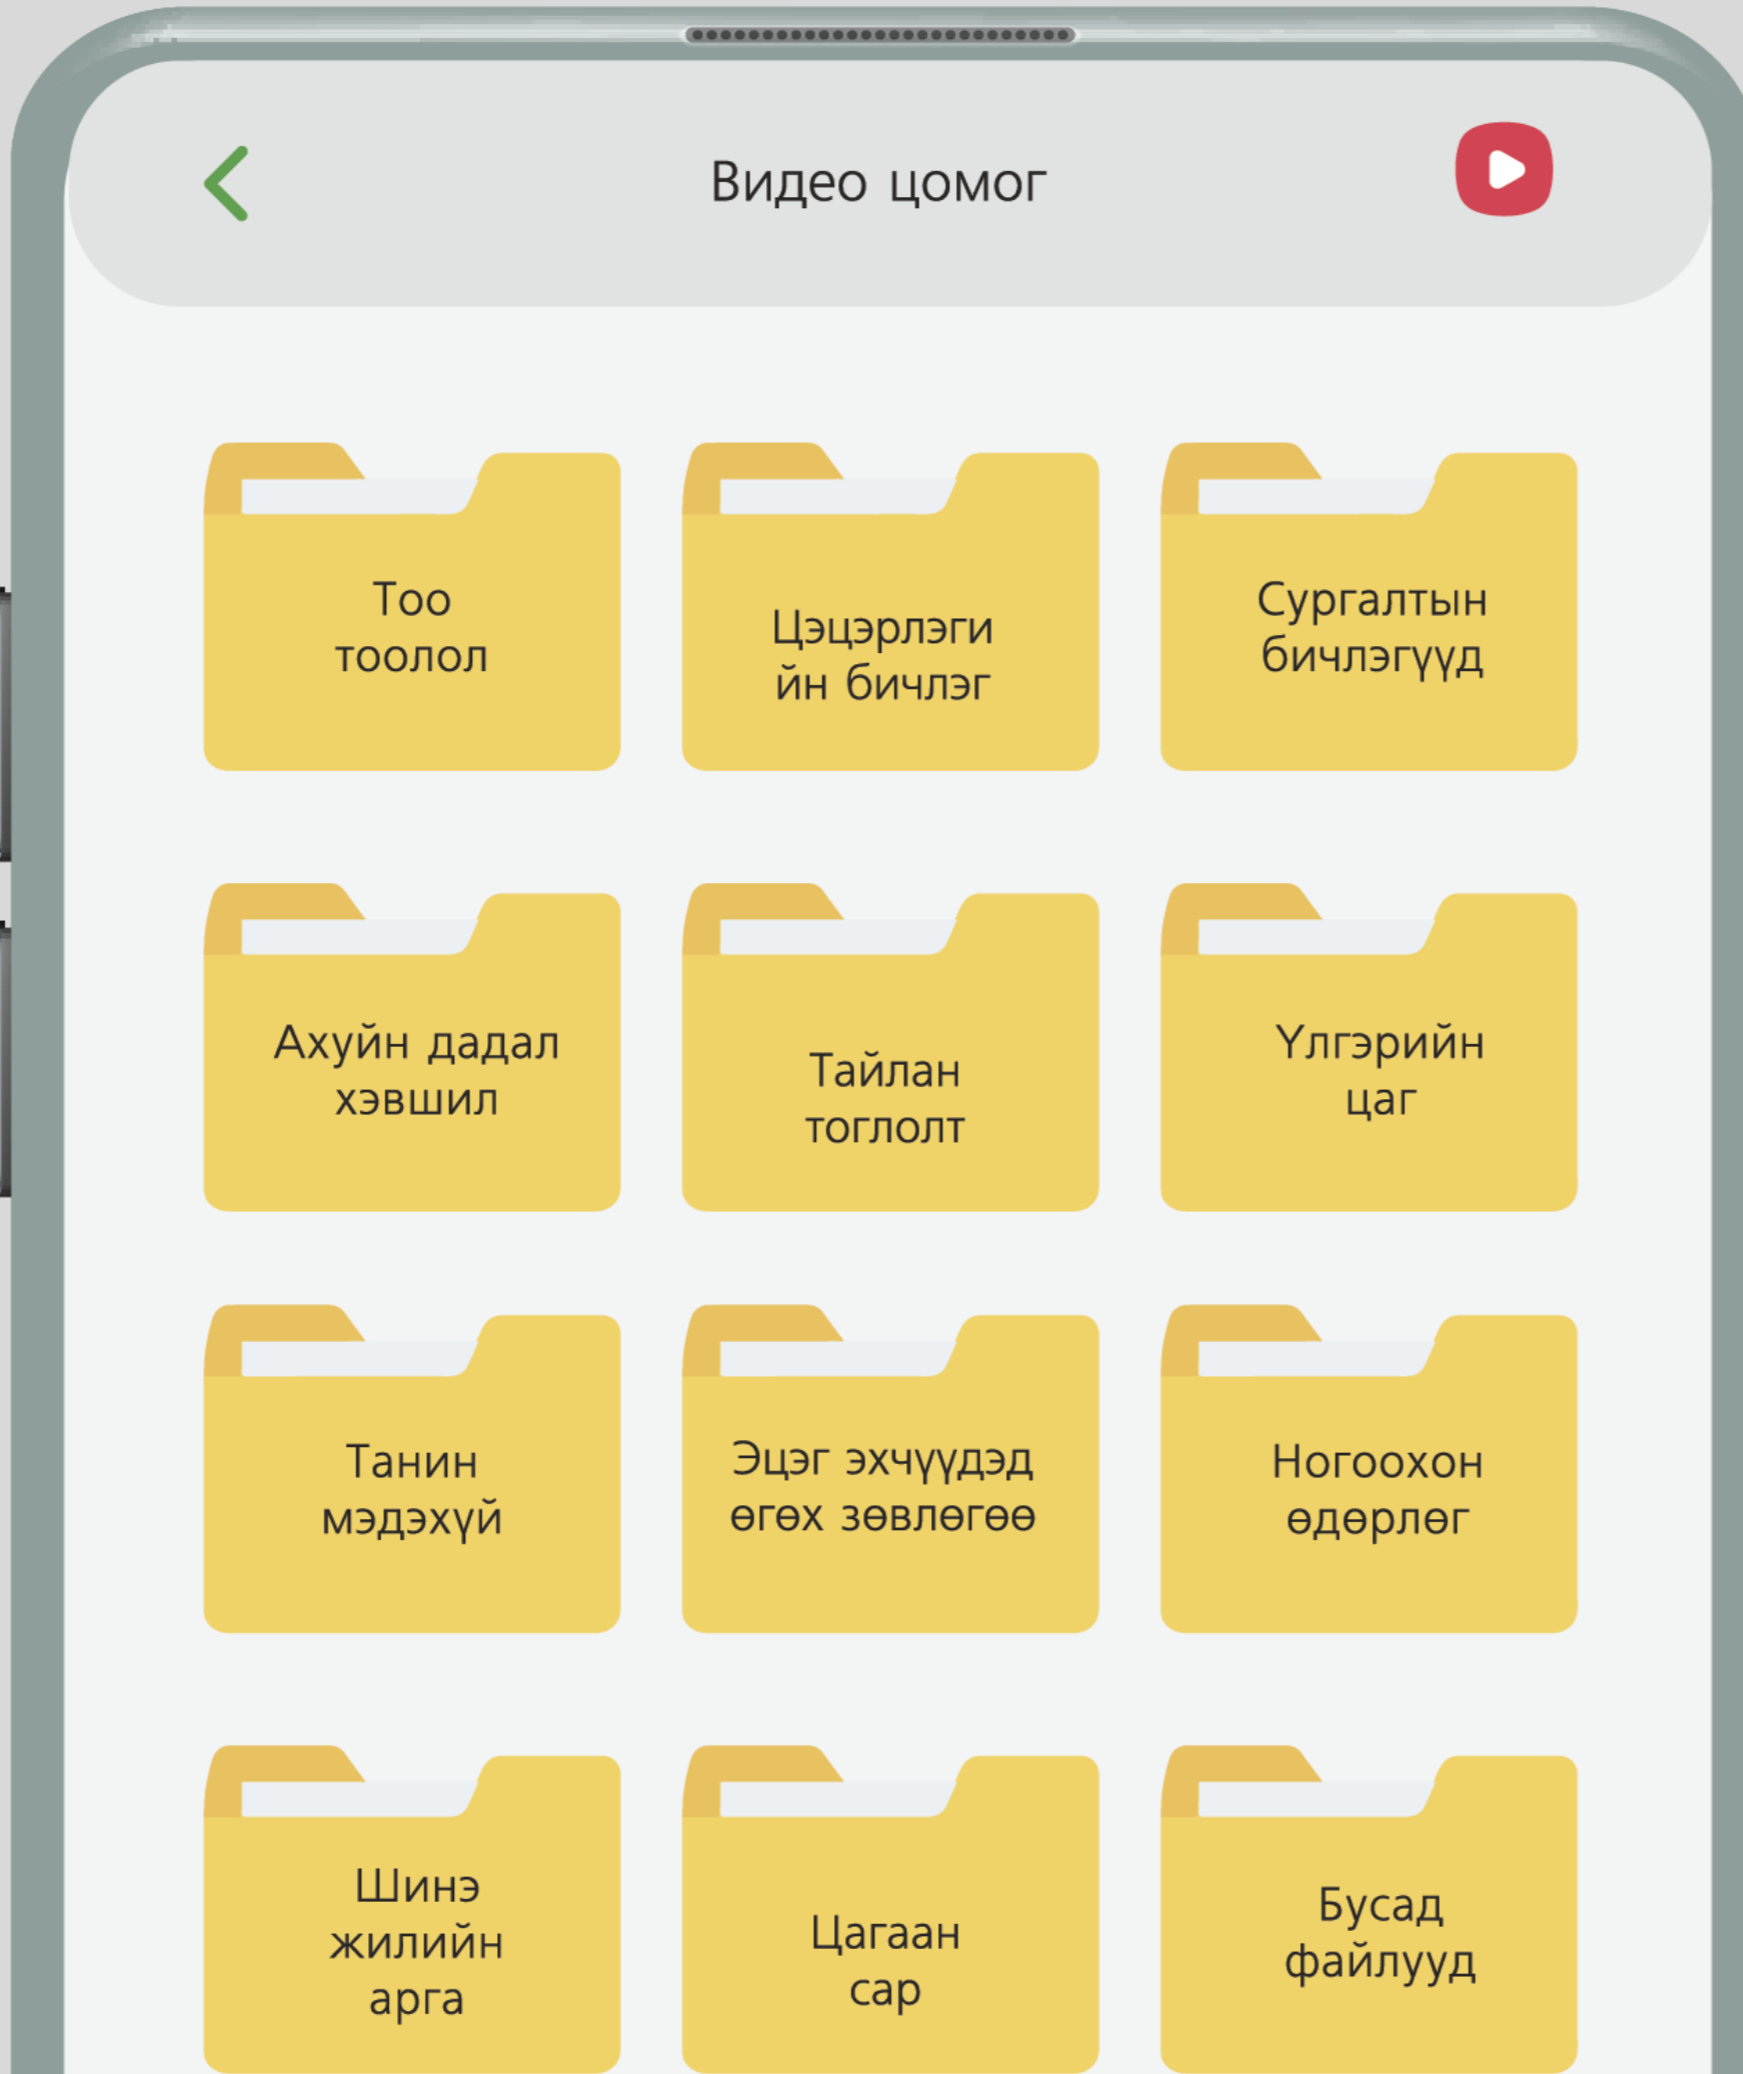 Видео цомог
Тоо
тоолол
Цэцэрлэги
йн бичлэг
Сургалтын
бичлэгүүд
Ахуйн дадал
хэвшил
Тайлан
тоглолт
Үлгэрийн
цаг
Танин
мэдэхүй
Эцэг эхчүүдэд
өгөх зөвлөгөө
Ногоохон
өдөрлөг
Шинэ
жилийн
арга
Цагаан
сар
Бусад
файлууд